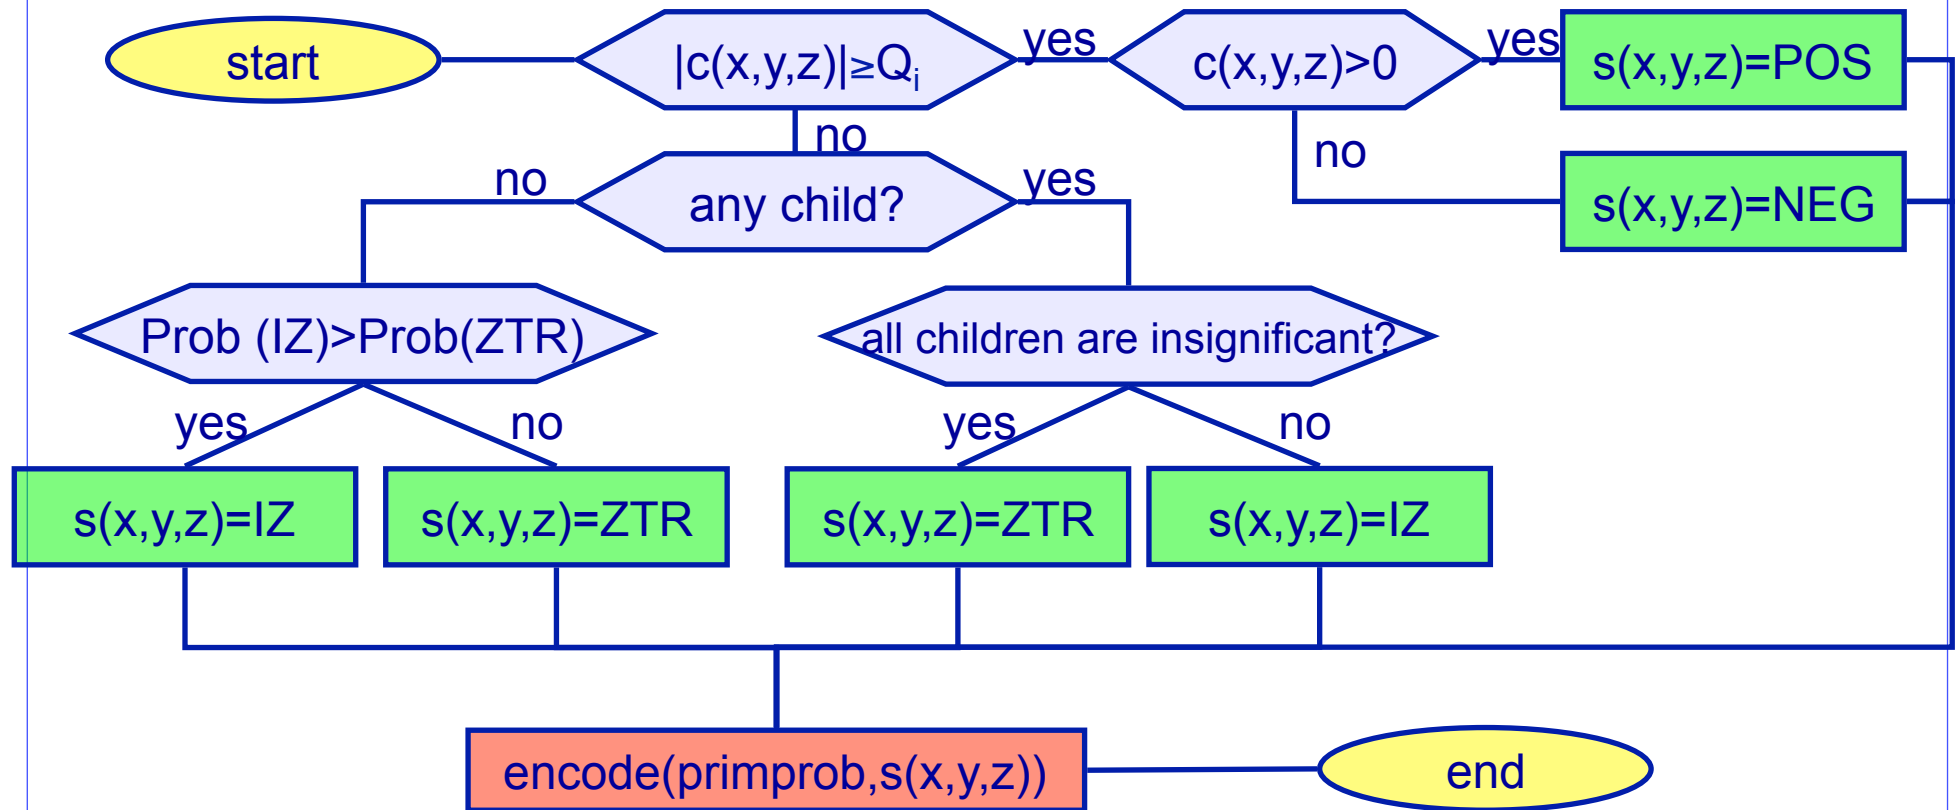 start
|c(x,y,z)|≥Qi
yes
c(x,y,z)>0
yes
s(x,y,z)=POS
no
no
any child?
yes
no
s(x,y,z)=NEG
Prob (IZ)>Prob(ZTR)
all children are insignificant?
yes
no
yes
no
s(x,y,z)=IZ
s(x,y,z)=ZTR
s(x,y,z)=ZTR
s(x,y,z)=IZ
encode(primprob,s(x,y,z))
end